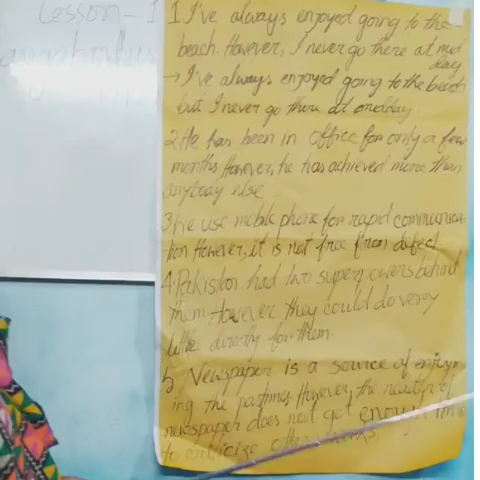 Lesson - 1
1 I've always enjoyed going to the
beach. However, I never go there at mid
day
→ I've always enjoyed going to the beach
but I never go there at midday.
2 He has been in office for only a few
months. However, he has achieved more than
anybody else
3 We use mobile phone for rapid communica-
tion However, it is not free from defect
4. Pakistan had two superpowers behind
them However they could do very
little directly for them.
5 Newspaper is a source of enjoy
ing the pastimes. However, the reader of
newspaper does not get enough time
to criticize